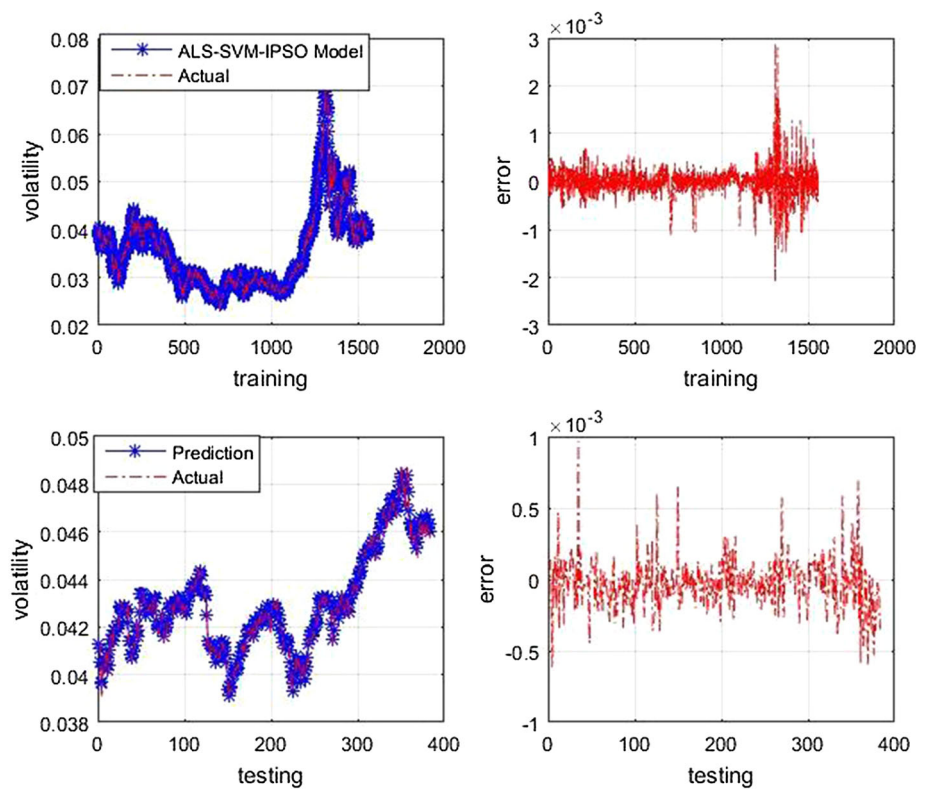 ALS-SVM-IPSO Model
Actual
0.08
0.07
0.06
0.05
0.04
0.03
0.02
volatility
0 500 1000 1500 2000
training
× 10⁻³
3
2
1
0
-1
-2
-3
error
0 500 1000 1500 2000
training
Prediction
Actual
0.05
0.048
0.046
0.044
0.042
0.04
0.038
volatility
0 100 200 300 400
testing
× 10⁻³
1
0.5
0
-0.5
-1
error
0 100 200 300 400
testing